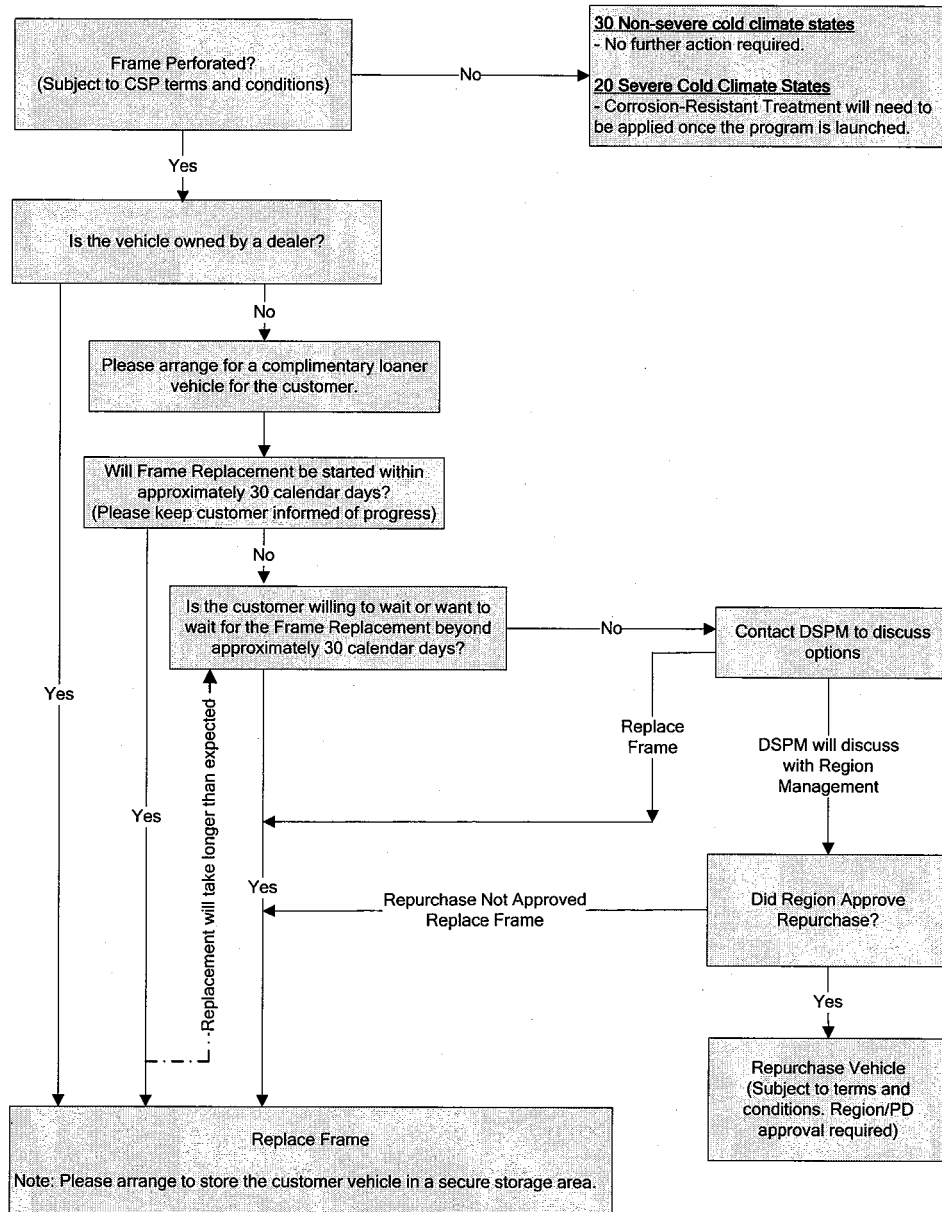 Frame Perforated?
(Subject to CSP terms and conditions)
No
30 Non-severe cold climate states
- No further action required.
20 Severe Cold Climate States
- Corrosion-Resistant Treatment will need to
be applied once the program is launched.
Yes
Is the vehicle owned by a dealer?
No
Please arrange for a complimentary loaner
vehicle for the customer.
Will Frame Replacement be started within
approximately 30 calendar days?
(Please keep customer informed of progress)
No
Is the customer willing to wait or want to
wait for the Frame Replacement beyond
approximately 30 calendar days?
No
Contact DSPM to discuss
options
Yes
Replace
Frame
DSPM will discuss
with Region
Management
Replacement will take longer than expected
Yes
Yes
Repurchase Not Approved
Replace Frame
Did Region Approve
Repurchase?
Yes
Repurchase Vehicle
(Subject to terms and
conditions. Region/PD
approval required)
Replace Frame
Note: Please arrange to store the customer vehicle in a secure storage area.